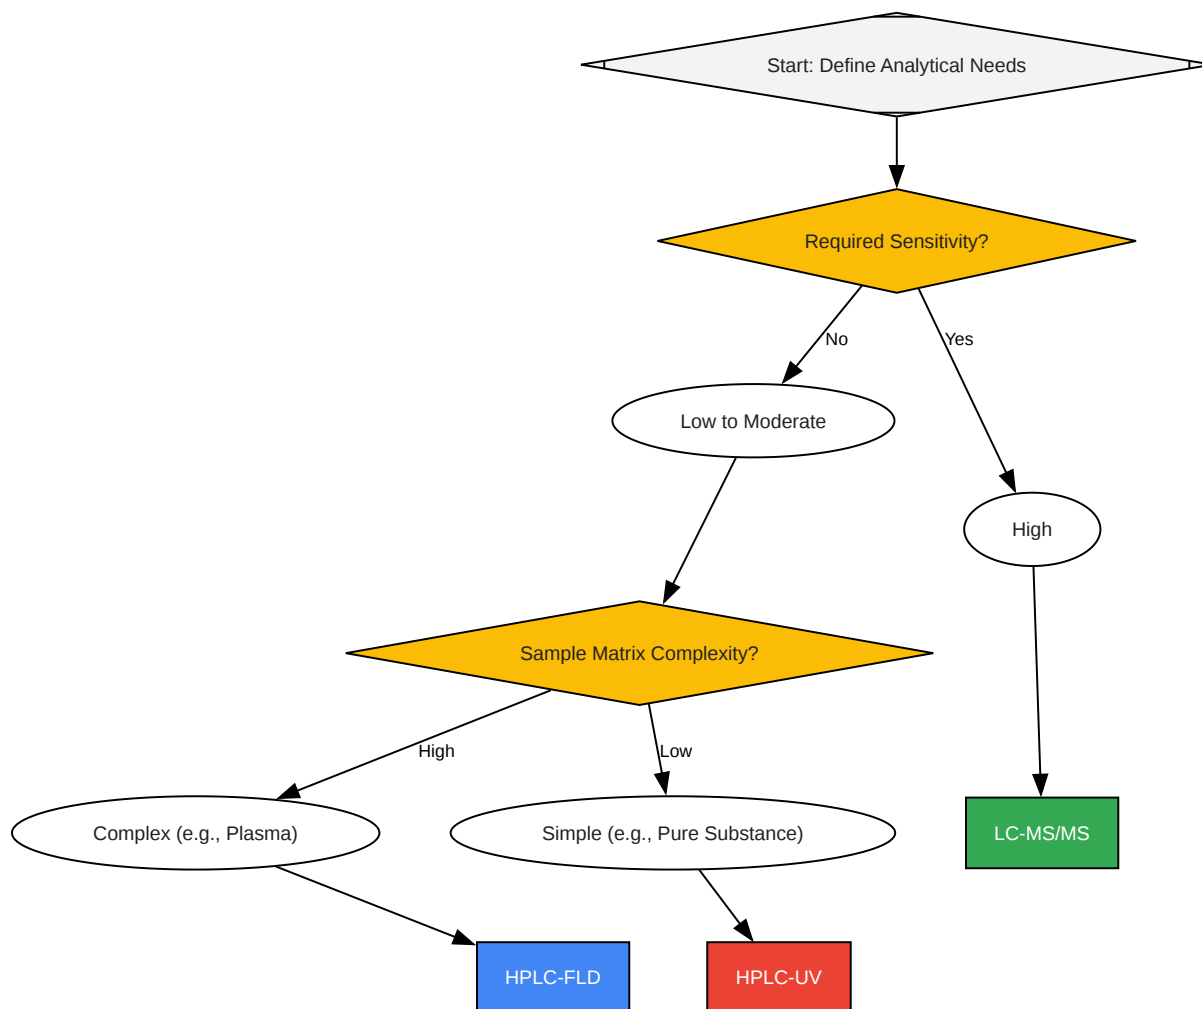 Start: Define Analytical Needs
Required Sensitivity?
No
Yes
Low to Moderate
High
Sample Matrix Complexity?
High
Low
Complex (e.g., Plasma)
Simple (e.g., Pure Substance)
LC-MS/MS
HPLC-FLD
HPLC-UV